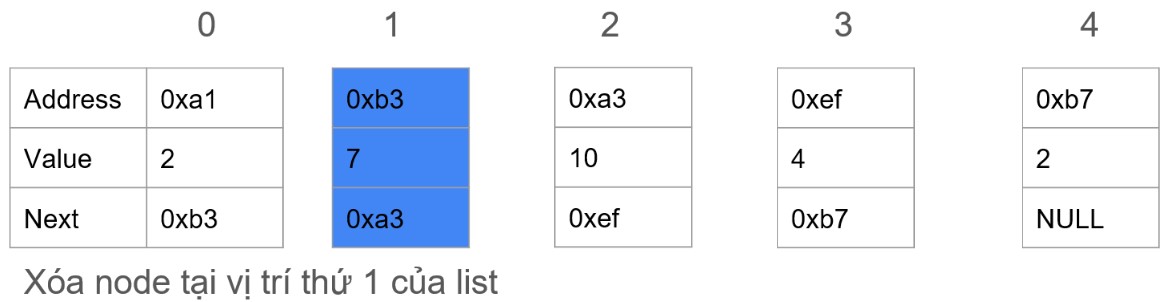 0 1 2 3 4
Address 0xa1 0xb3 0xa3 0xef 0xb7
Value 2 7 10 4 2
Next 0xb3 0xa3 0xef 0xb7 NULL
Xóa node tại vị trí thứ 1 của list